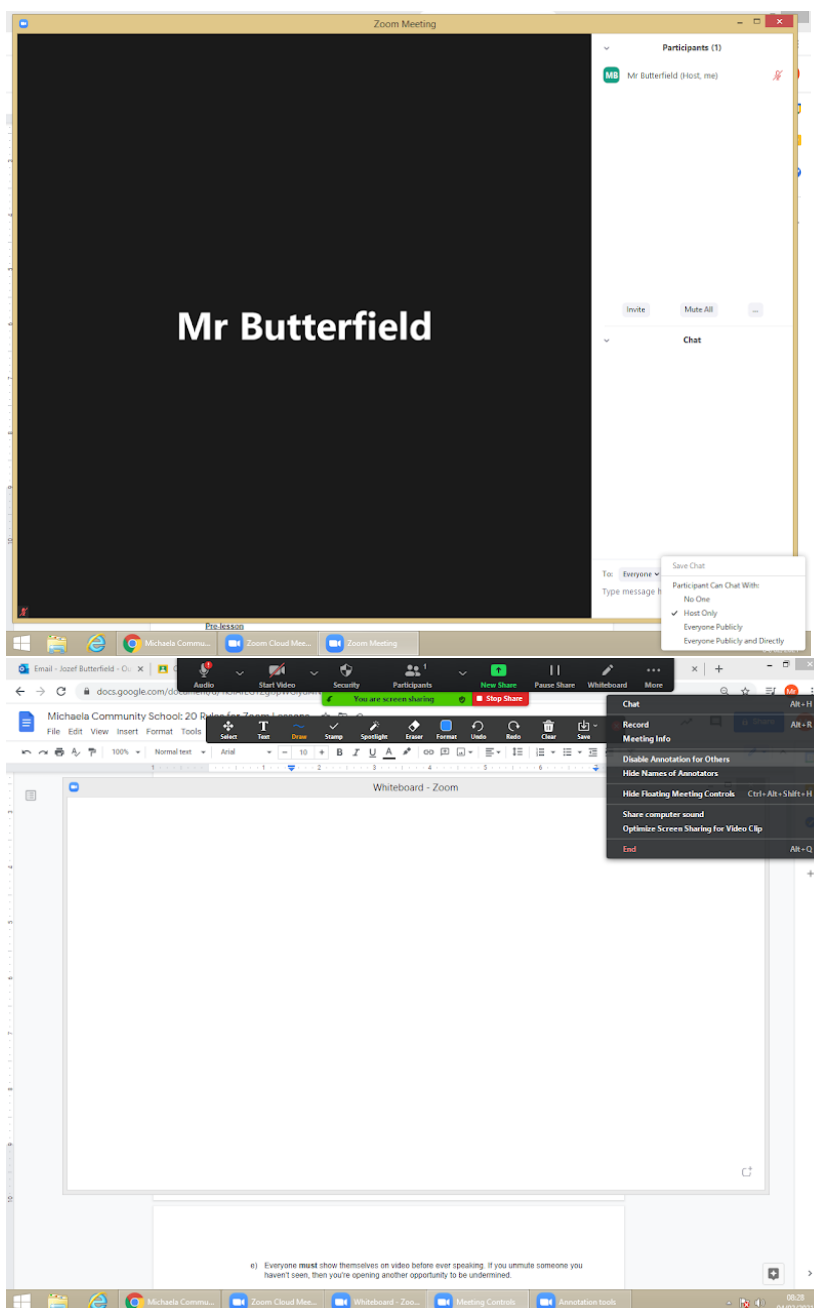 Zoom Meeting
Participants (1)
MB Mr Butterfield (Host, me)
Mr Butterfield
Invite Mute All ...
Chat
To: Everyone
Type message h
Save Chat
Participant Can Chat With:
No One
✓ Host Only
Everyone Publicly
Everyone Publicly and Directly
Pre-lesson
Michaela Commu... Zoom Cloud Mee... Zoom Meeting
Email - Jozef Butterfield - O
Audio Start Video Security Participants 1 New Share Pause Share Whiteboard More
docs.google.com/
You are screen sharing Stop Share
Michaela Community School: 20 Rules for Zoom Lessons
File Edit View Insert Format Tools
Select Text Draw Stamp Spotlight Eraser Format Undo Redo Clear Save
100% Normal text Arial 10 B I U A
Chat Alt+H
Record Alt+R
Meeting Info
Disable Annotation for Others
Hide Names of Annotators
Hide Floating Meeting Controls Ctrl+Alt+Shift+H
Share computer sound
Optimize Screen Sharing for Video Clip
End Alt+Q
Whiteboard - Zoom
e) Everyone must show themselves on video before ever speaking. If you unmute someone you
haven't seen, then you're opening another opportunity to be undermined.
Michaela Commu... Zoom Cloud Mee... Whiteboard - Zoo... Meeting Controls Annotation tools
08:28